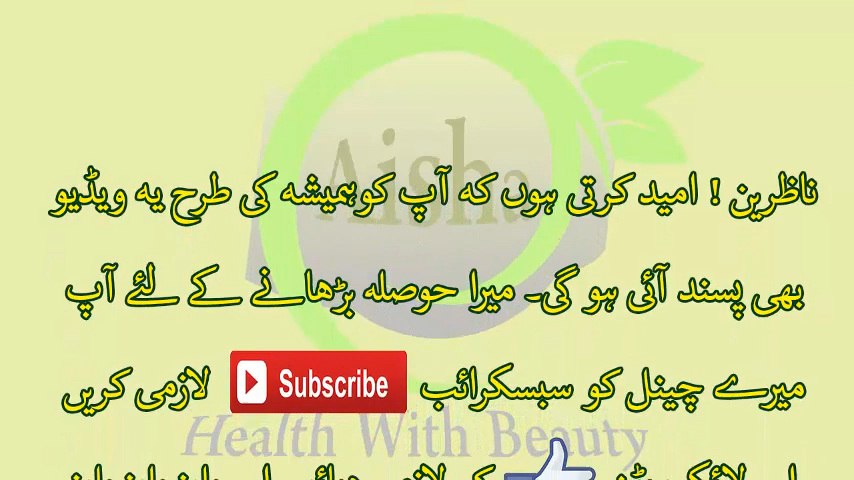 Aisha
ناظرین ! امید کرتی ہوں کہ آپ کو ہمیشہ کی طرح یہ ویڈیو
بھی پسند آئی ہو گی۔ میرا حوصلہ بڑھانے کے لئے آپ
میرے چینل کو سبسکرائب Subscribe لازمی کریں
Health With Beauty